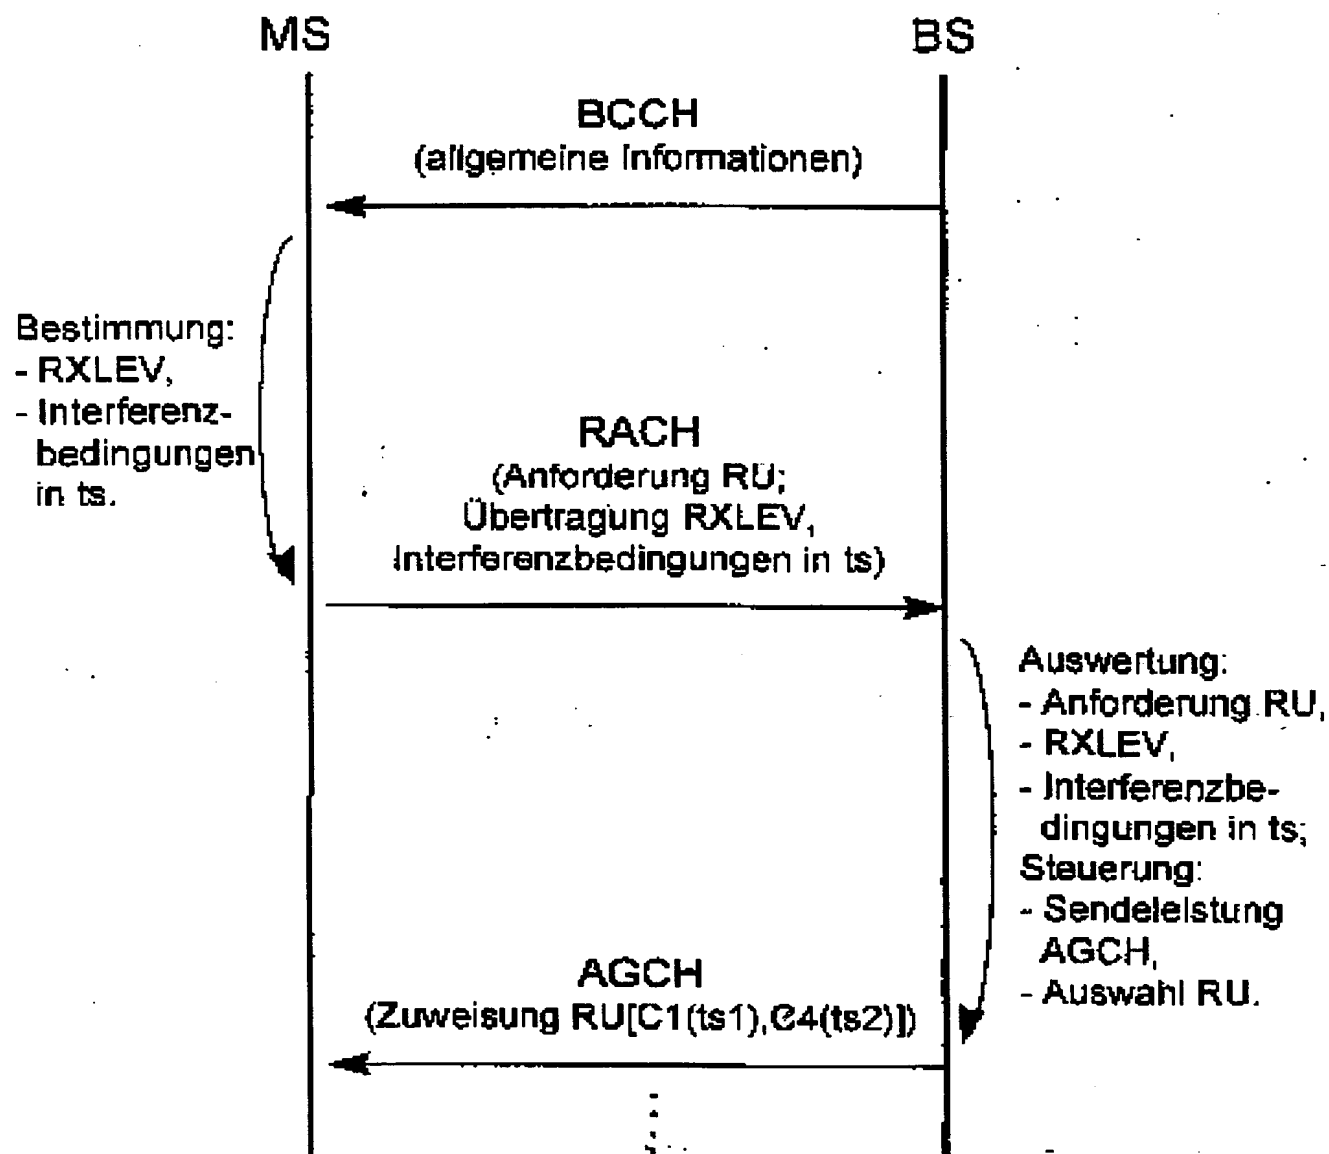 MS
BS
BCCH
(allgemeine Informationen)
Bestimmung:
- RXLEV,
- Interferenz-
bedingungen
in ts.
RACH
(Anforderung RU;
Übertragung RXLEV,
Interferenzbedingungen in ts)
Auswertung:
- Anforderung RU,
- RXLEV,
- Interferenzbe-
dingungen in ts;
Steuerung:
- Sendeleistung
AGCH,
- Auswahl RU.
AGCH
(Zuweisung RU[C1(ts1),C4(ts2)])